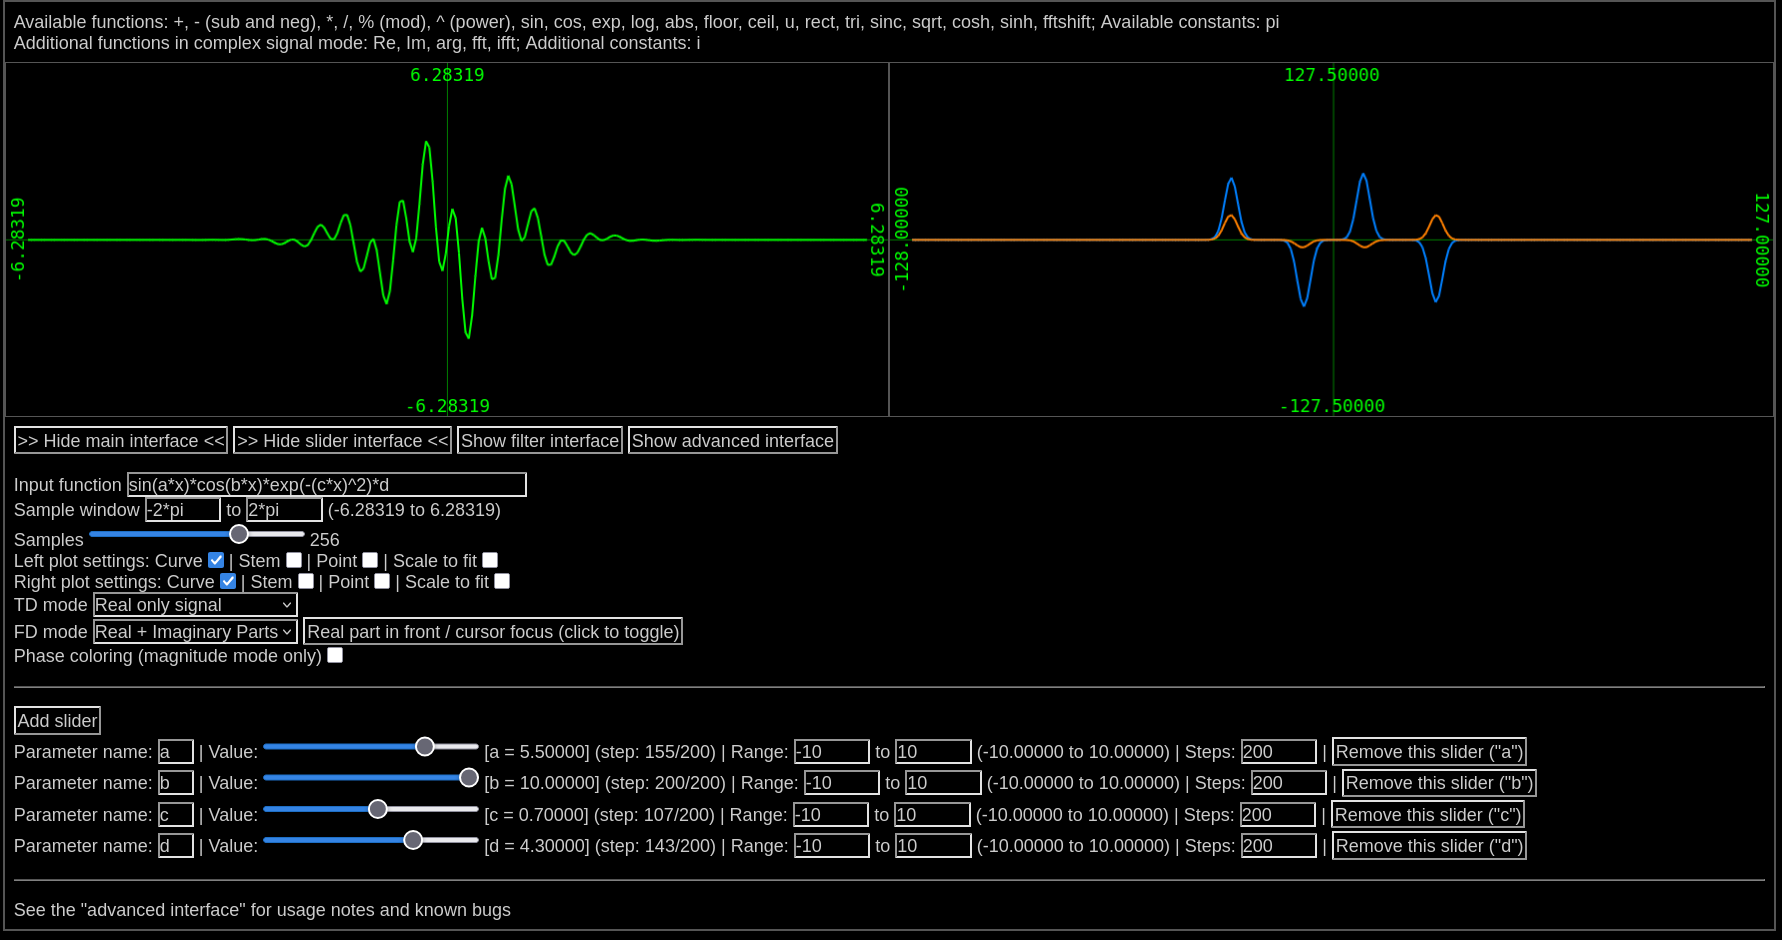 Available functions: +, - (sub and neg), *, /, % (mod), ^ (power), sin, cos, exp, log, abs, floor, ceil, u, rect, tri, sinc, sqrt, cosh, sinh, fftshift; Available constants: pi
Additional functions in complex signal mode: Re, Im, arg, fft, ifft; Additional constants: i
6.28319
-6.28319
6.28319
-6.28319
127.50000
-128.00000
127.00000
-127.50000
>> Hide main interface << >> Hide slider interface << Show filter interface Show advanced interface
Input function sin(a*x)*cos(b*x)*exp(-(c*x)^2)*d
Sample window -2*pi to 2*pi (-6.28319 to 6.28319)
Samples 256
Left plot settings: Curve | Stem | Point | Scale to fit
Right plot settings: Curve | Stem | Point | Scale to fit
TD mode Real only signal
FD mode Real + Imaginary Parts Real part in front / cursor focus (click to toggle)
Phase coloring (magnitude mode only)
Add slider
Parameter name: a | Value: [a = 5.50000] (step: 155/200) | Range: -10 to 10 (-10.00000 to 10.00000) | Steps: 200 | Remove this slider ("a")
Parameter name: b | Value: [b = 10.00000] (step: 200/200) | Range: -10 to 10 (-10.00000 to 10.00000) | Steps: 200 | Remove this slider ("b")
Parameter name: c | Value: [c = 0.70000] (step: 107/200) | Range: -10 to 10 (-10.00000 to 10.00000) | Steps: 200 | Remove this slider ("c")
Parameter name: d | Value: [d = 4.30000] (step: 143/200) | Range: -10 to 10 (-10.00000 to 10.00000) | Steps: 200 | Remove this slider ("d")
See the "advanced interface" for usage notes and known bugs